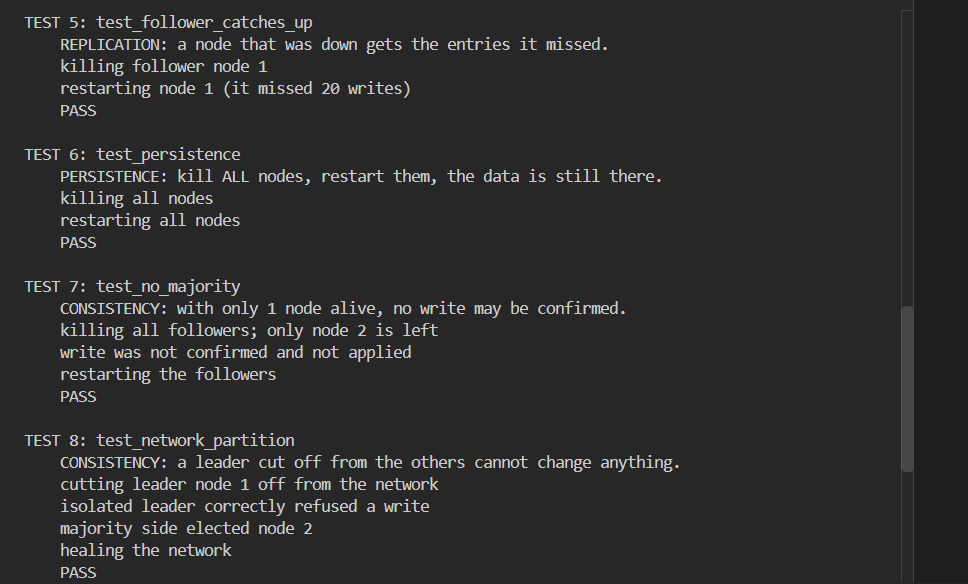 TEST 5: test_follower_catches_up
REPLICATION: a node that was down gets the entries it missed.
killing follower node 1
restarting node 1 (it missed 20 writes)
PASS
TEST 6: test_persistence
PERSISTENCE: kill ALL nodes, restart them, the data is still there.
killing all nodes
restarting all nodes
PASS
TEST 7: test_no_majority
CONSISTENCY: with only 1 node alive, no write may be confirmed.
killing all followers; only node 2 is left
write was not confirmed and not applied
restarting the followers
PASS
TEST 8: test_network_partition
CONSISTENCY: a leader cut off from the others cannot change anything.
cutting leader node 1 off from the network
isolated leader correctly refused a write
majority side elected node 2
healing the network
PASS